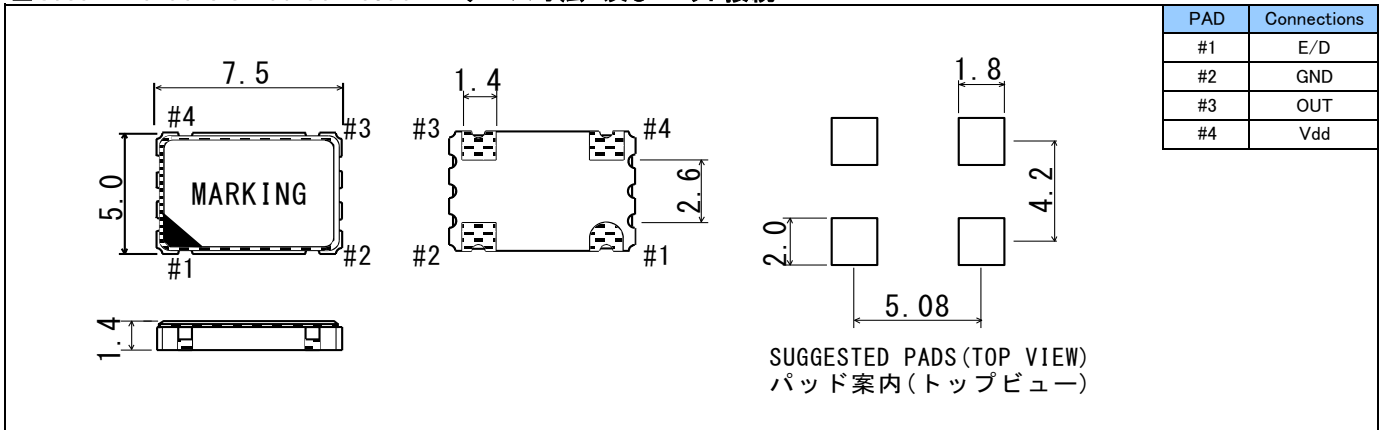 PAD Connections
#1 E/D
#2 GND
#3 OUT
#4 Vdd
7.5
#4
#3
5.0
MARKING
#1
#2
1.4
1.4
#3
#4
2.6
#2
#1
1.8
4.2
2.0
5.08
SUGGESTED PADS(TOP VIEW)
パッド案内(トップビュー)